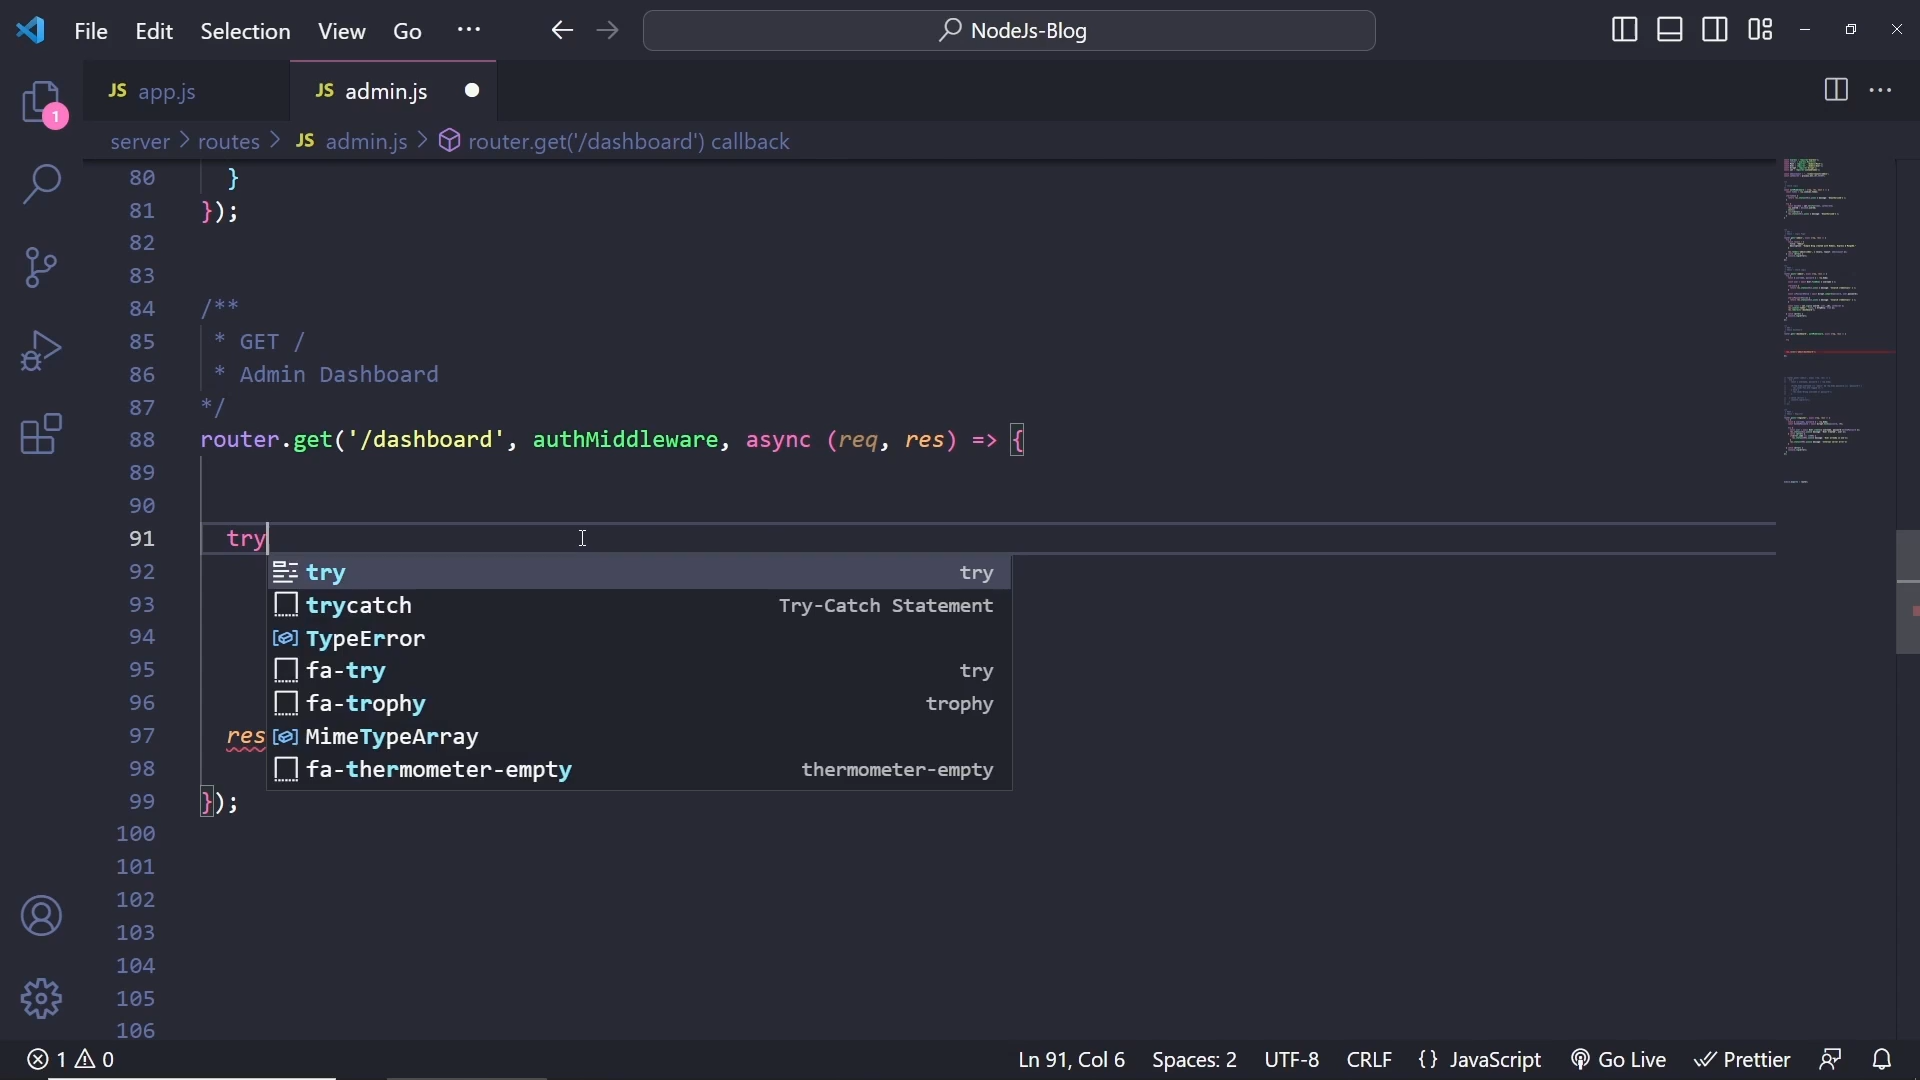 File Edit Selection View Go ··· NodeJs-Blog
JS app.js JS admin.js
1
server > routes > JS admin.js > router.get('/dashboard') callback
80 }
81 });
82
83
84 /**
85 * GET /
86 * Admin Dashboard
87 */
88 router.get('/dashboard', authMiddleware, async (req, res) => {
89
90
91 try
92 try try
93 trycatch Try-Catch Statement
94 TypeError
95 fa-try try
96 fa-trophy trophy
97 res MimeTypeArray
98 fa-thermometer-empty thermometer-empty
99 });
100
101
102
103
104
105
106
1 0 Ln 91, Col 6 Spaces: 2 UTF-8 CRLF {} JavaScript Go Live Prettier